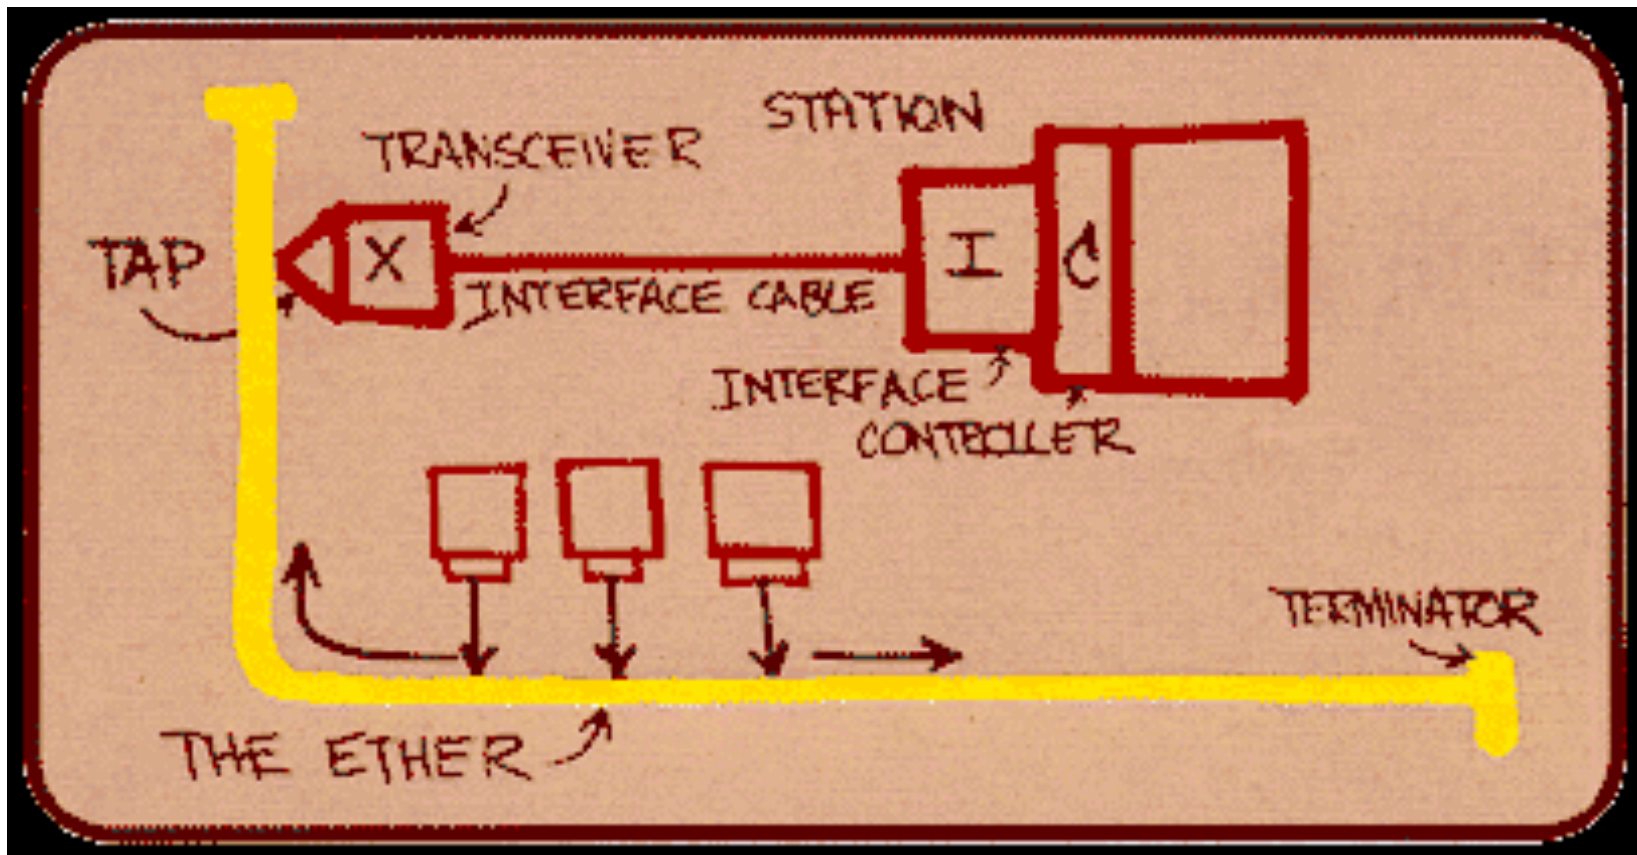 STATION
TRANSCEIVER
TAP
X
I
C
INTERFACE CABLE
INTERFACE
CONTROLLER
TERMINATOR
THE ETHER